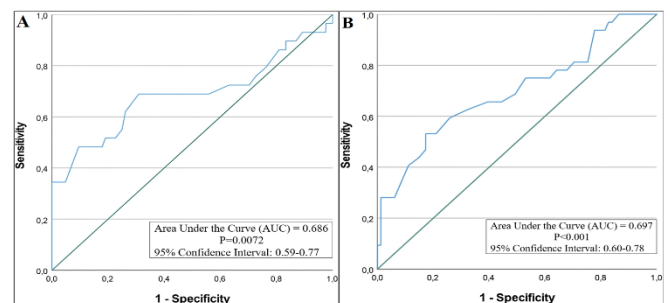 A
1,0
0,8
0,6
0,4
0,2
0,0
Sensitivity
Area Under the Curve (AUC) = 0.686
P=0.0072
95% Confidence Interval: 0.59-0.77
0,0 0,2 0,4 0,6 0,8 1,0
1 - Specificity
B
1,0
0,8
0,6
0,4
0,2
0,0
Sensitivity
Area Under the Curve (AUC) = 0.697
P<0.001
95% Confidence Interval: 0.60-0.78
0,0 0,2 0,4 0,6 0,8 1,0
1 - Specificity